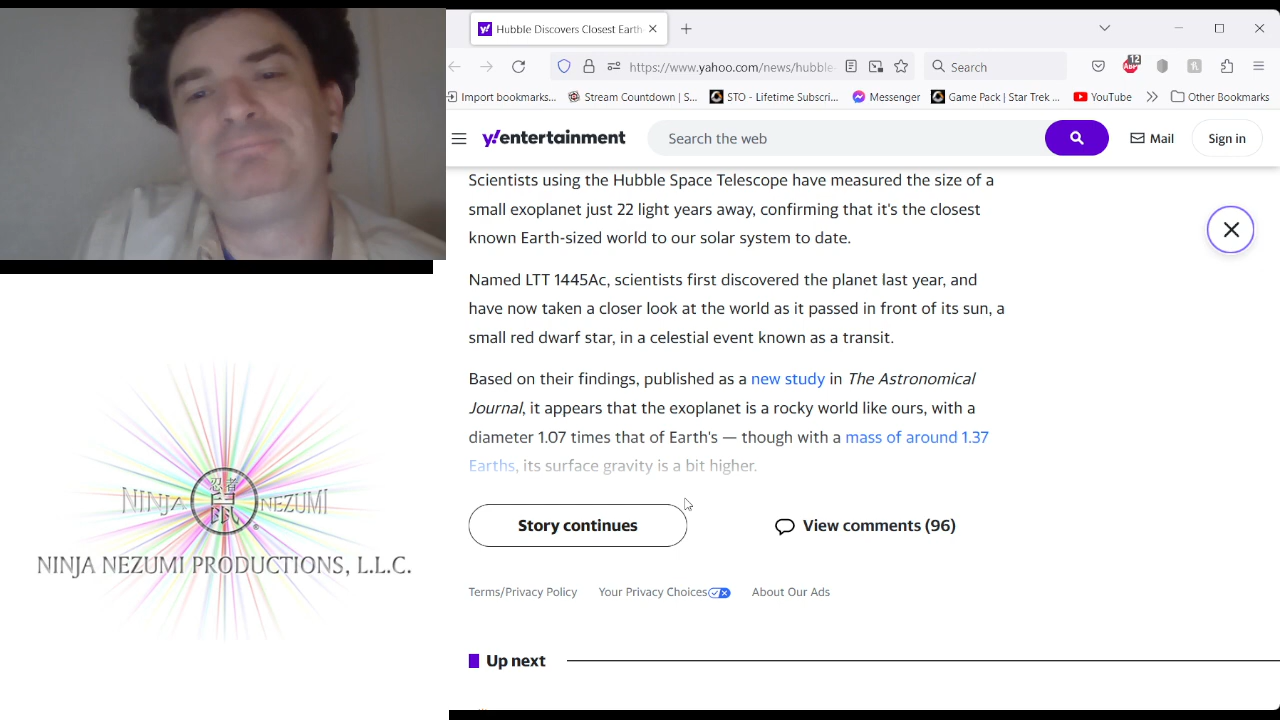 Hubble Discovers Closest Earth
https://www.yahoo.com/news/hubble-
Search
12
ABP
Import bookmarks...
Stream Countdown | S...
STO - Lifetime Subscri...
Messenger
Game Pack | Star Trek ...
YouTube
Other Bookmarks
y!entertainment
Search the web
Mail
Sign in
Scientists using the Hubble Space Telescope have measured the size of a
small exoplanet just 22 light years away, confirming that it's the closest
known Earth-sized world to our solar system to date.
Named LTT 1445Ac, scientists first discovered the planet last year, and
have now taken a closer look at the world as it passed in front of its sun, a
small red dwarf star, in a celestial event known as a transit.
Based on their findings, published as a new study in The Astronomical
Journal, it appears that the exoplanet is a rocky world like ours, with a
diameter 1.07 times that of Earth's — though with a mass of around 1.37
Earths, its surface gravity is a bit higher.
Story continues
View comments (96)
Terms/Privacy Policy
Your Privacy Choices
About Our Ads
Up next
忍者
NINJA 鼠 NEZUMI
NINJA NEZUMI PRODUCTIONS, L.L.C.